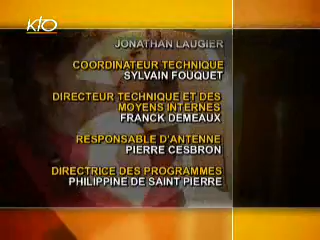 KTO
JONATHAN LAUGIER
COORDINATEUR TECHNIQUE
SYLVAIN FOUQUET
DIRECTEUR TECHNIQUE ET DES
MOYENS INTERNES
FRANCK DEMEAUX
RESPONSABLE D'ANTENNE
PIERRE CESBRON
DIRECTRICE DES PROGRAMMES
PHILIPPINE DE SAINT PIERRE